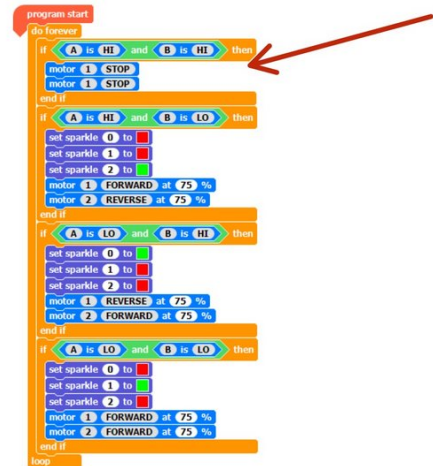 program start
do forever
if A is HI and B is HI then
motor 1 STOP
motor 1 STOP
end if
if A is HI and B is LO then
set sparkle 0 to
set sparkle 1 to
set sparkle 2 to
motor 1 FORWARD at 75 %
motor 2 REVERSE at 75 %
end if
if A is LO and B is HI then
set sparkle 0 to
set sparkle 1 to
set sparkle 2 to
motor 1 REVERSE at 75 %
motor 2 FORWARD at 75 %
end if
if A is LO and B is LO then
set sparkle 0 to
set sparkle 1 to
set sparkle 2 to
motor 1 FORWARD at 75 %
motor 2 FORWARD at 75 %
end if
loop